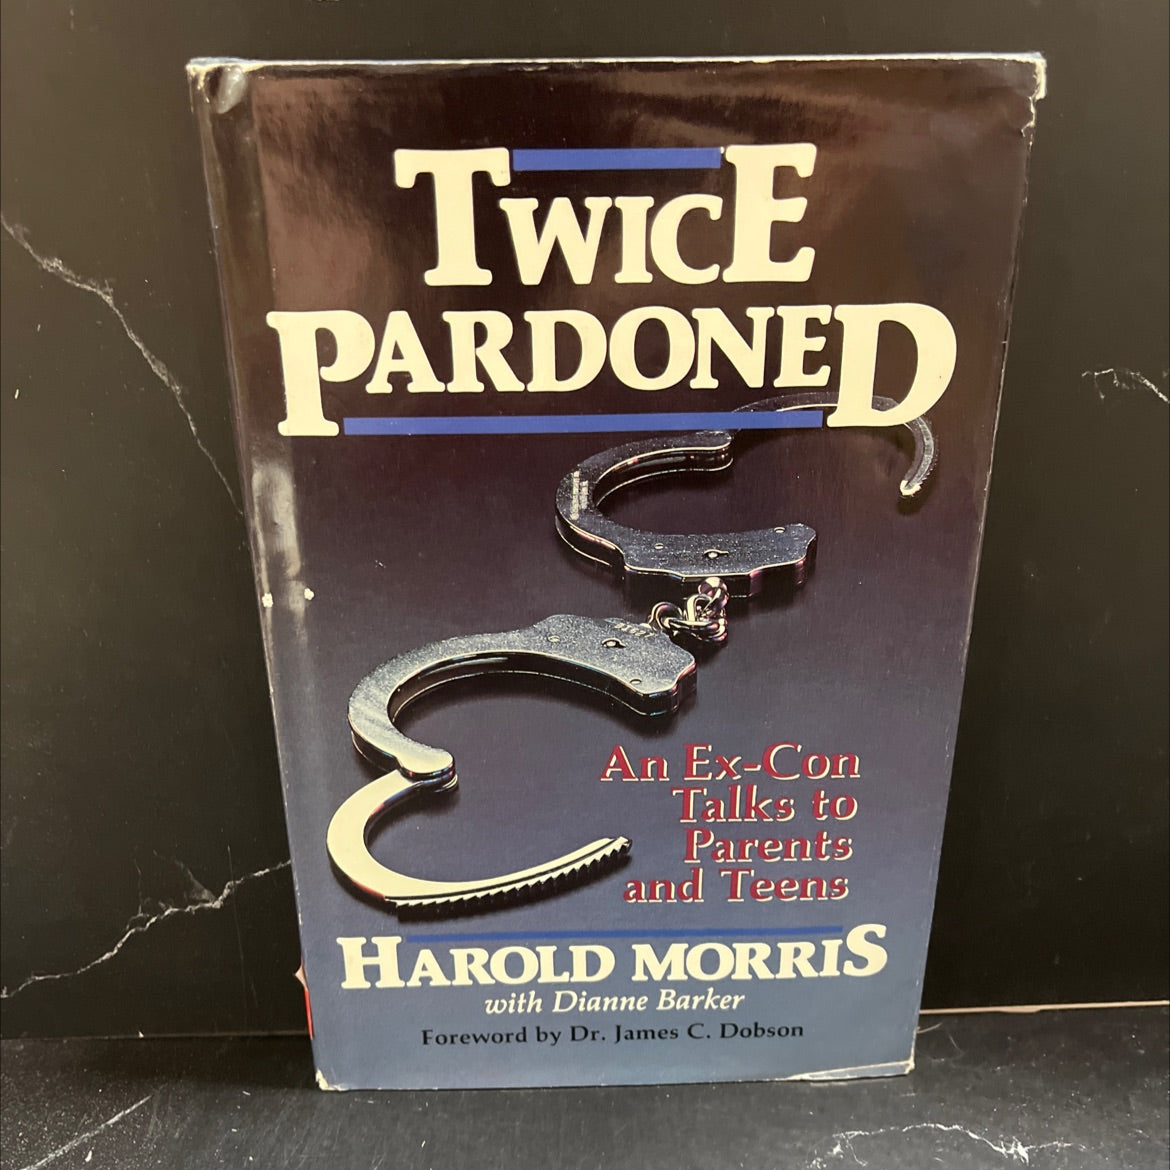 TWICE
PARDONED
An Ex-Con
Talks to
Parents
and Teens
HAROLD MORRIS
with Dianne Barker
Foreword by Dr. James C. Dobson